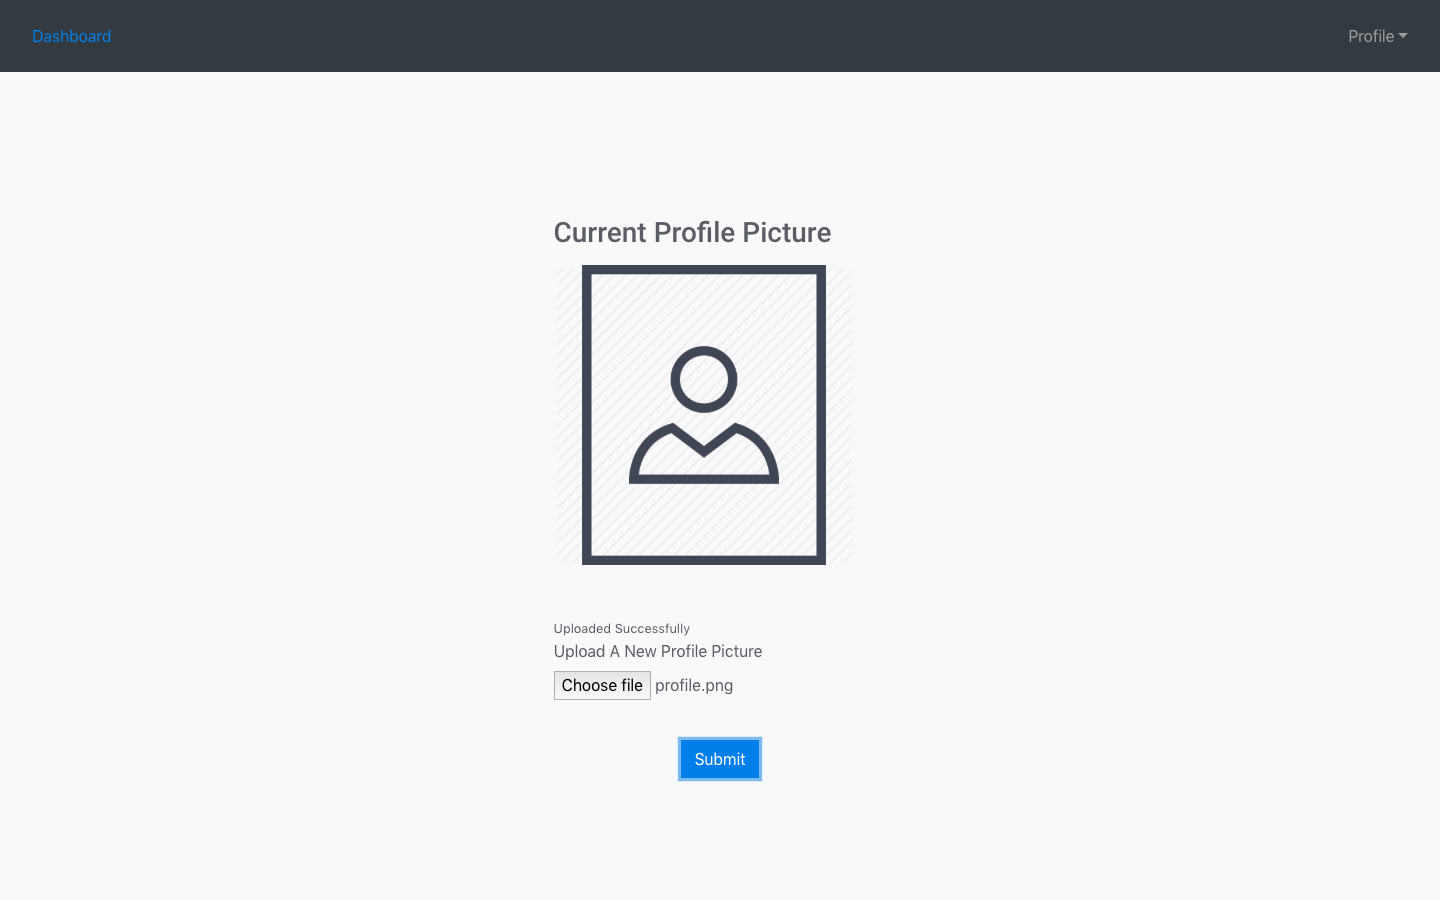 Dashboard
Profile
Current Profile Picture
Uploaded Successfully
Upload A New Profile Picture
Choose file profile.png
Submit